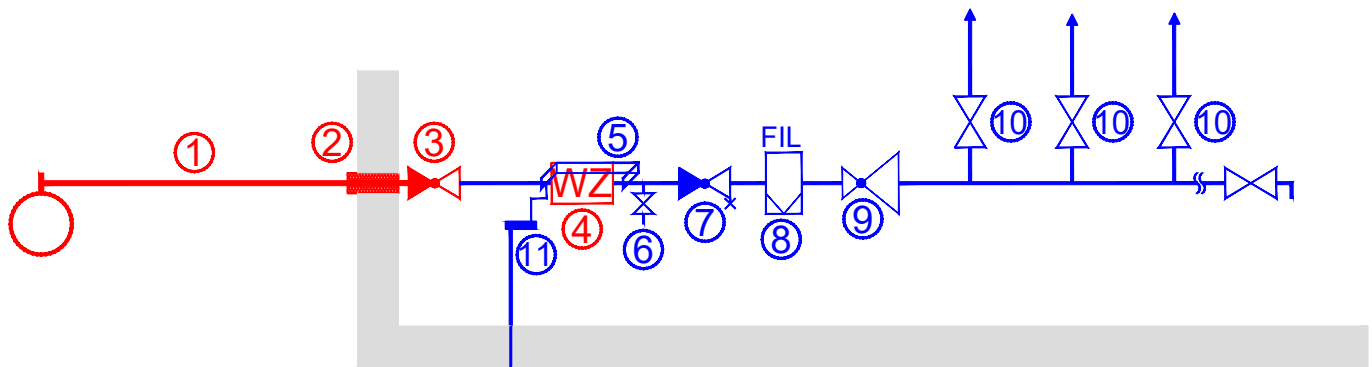 FIL
① ② ③ ⑤ ⑩ ⑩ ⑩
WZ
④ ⑥ ⑦ ⑧ ⑨
⑪